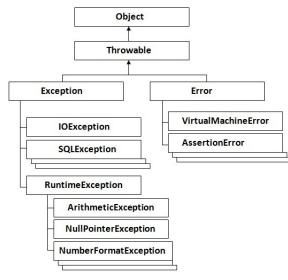 Object
Throwable
Exception
Error
IOException
SQLException
RuntimeException
ArithmeticException
NullPointerException
NumberFormatException
VirtualMachineError
AssertionError